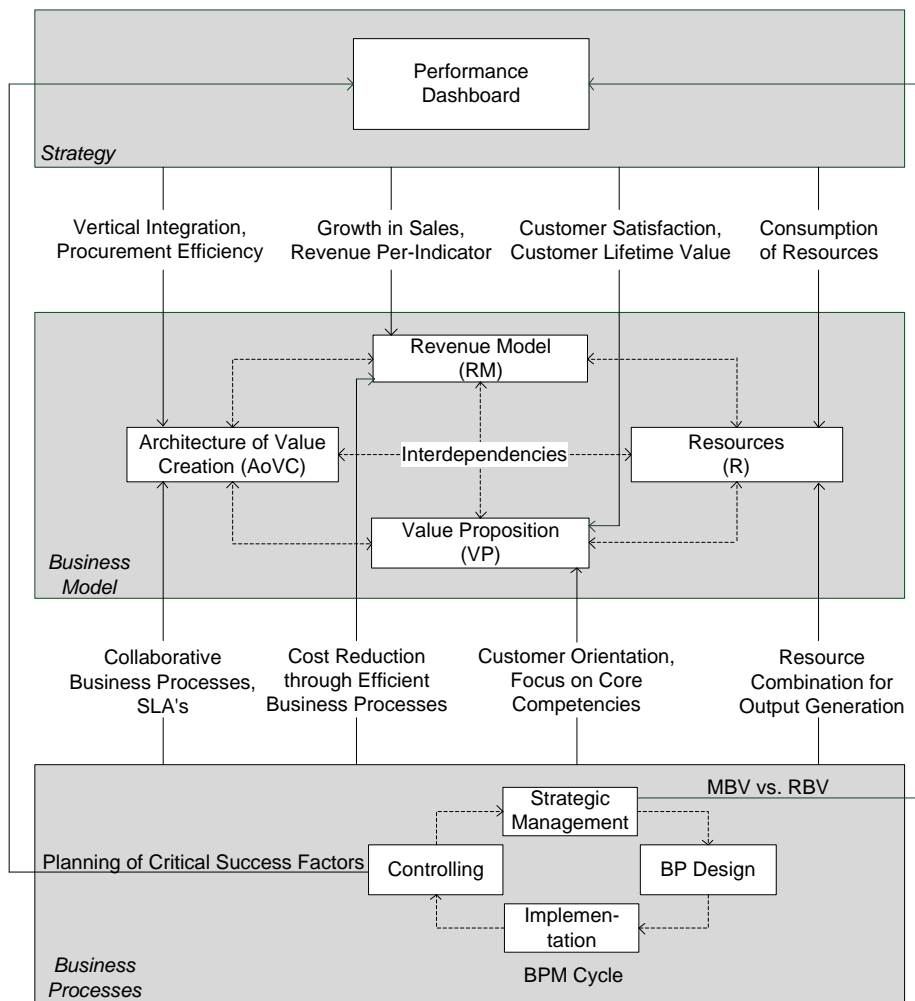 Performance
Dashboard
Strategy
Vertical Integration,
Procurement Efficiency
Growth in Sales,
Revenue Per-Indicator
Customer Satisfaction,
Customer Lifetime Value
Consumption
of Resources
Revenue Model
(RM)
Architecture of Value
Creation (AoVC)
Interdependencies
Resources
(R)
Value Proposition
(VP)
Business
Model
Collaborative
Business Processes,
SLA's
Cost Reduction
through Efficient
Business Processes
Customer Orientation,
Focus on Core
Competencies
Resource
Combination for
Output Generation
MBV vs. RBV
Strategic
Management
Planning of Critical Success Factors
Controlling
BP Design
Implemen-
tation
BPM Cycle
Business
Processes